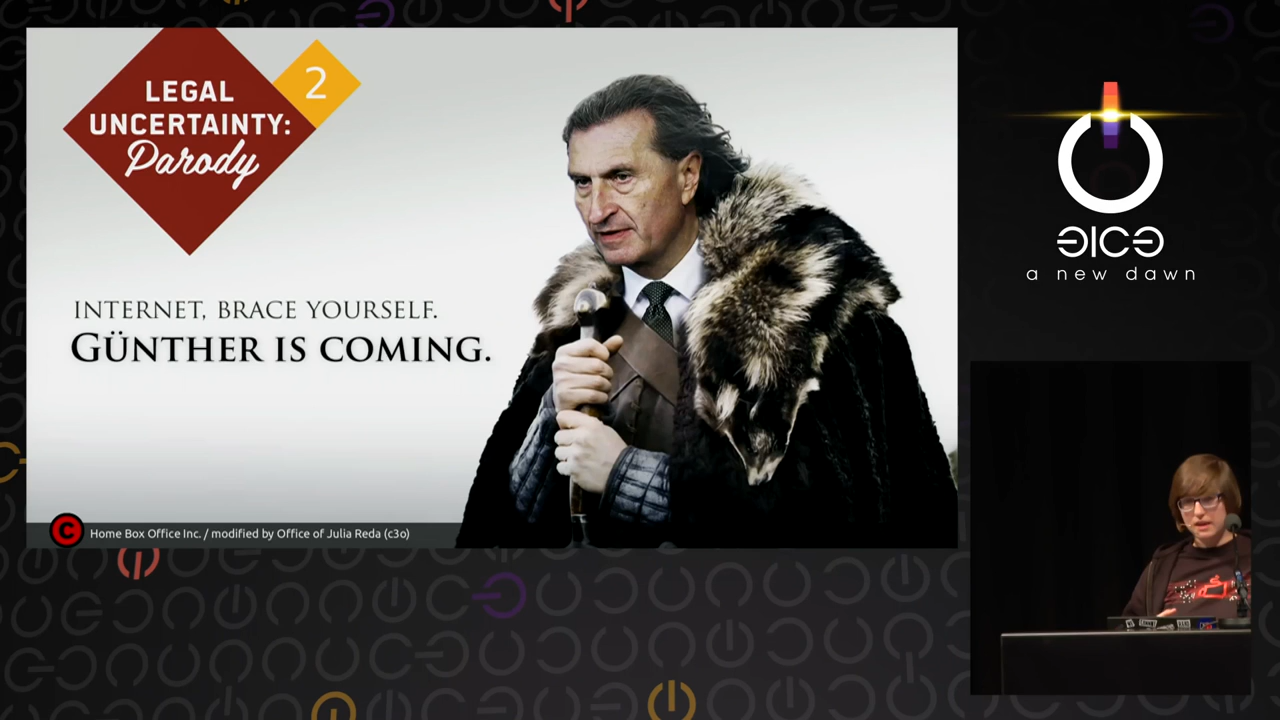 LEGAL
UNCERTAINTY:
Parody
2
INTERNET, BRACE YOURSELF.
GÜNTHER IS COMING.
C Home Box Office Inc. / modified by Office of Julia Reda (c3o)
a new dawn